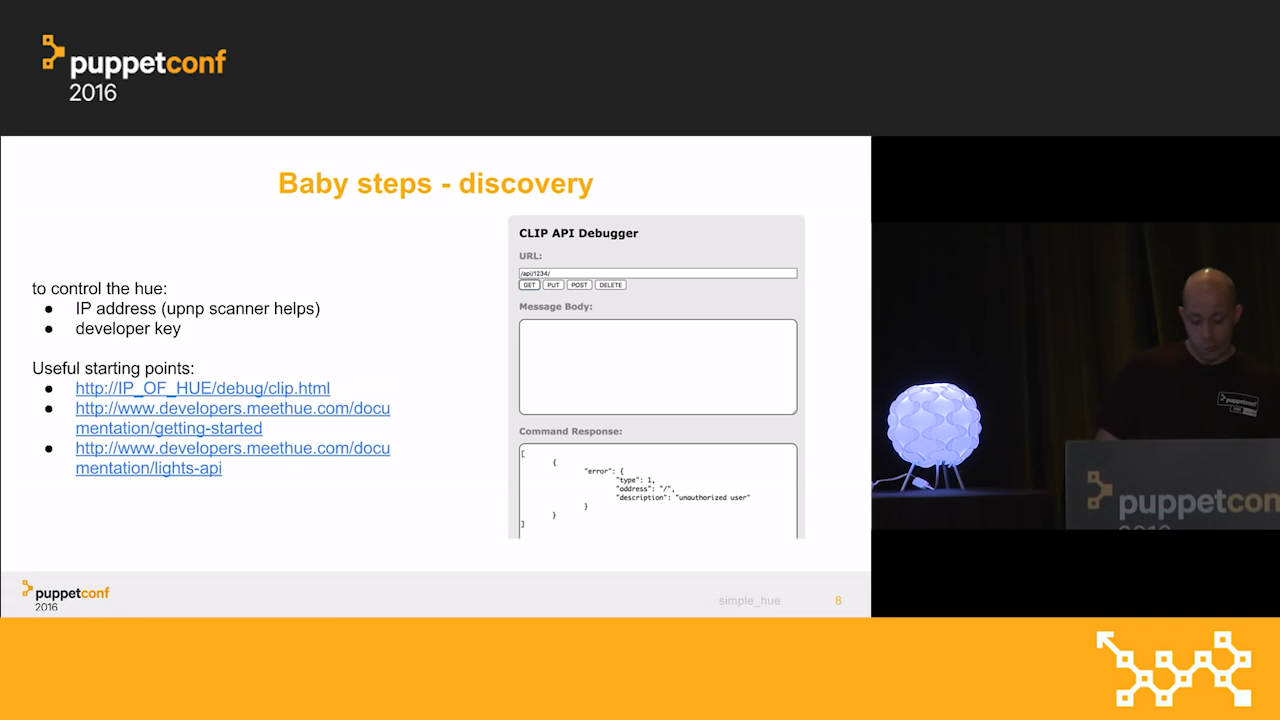 puppetconf
2016
Baby steps - discovery
to control the hue:
● IP address (upnp scanner helps)
● developer key
Useful starting points:
● http://IP_OF_HUE/debug/clip.html
● http://www.developers.meethue.com/docu
mentation/getting-started
● http://www.developers.meethue.com/docu
mentation/lights-api
CLIP API Debugger
URL:
/api/1234/
GET PUT POST DELETE
Message Body:
Command Response:
[
{
"error": {
"type": 1,
"address": "/",
"description": "unauthorized user"
}
}
]
puppetconf
puppetcon
2016
puppetconf
2016
simple_hue
8